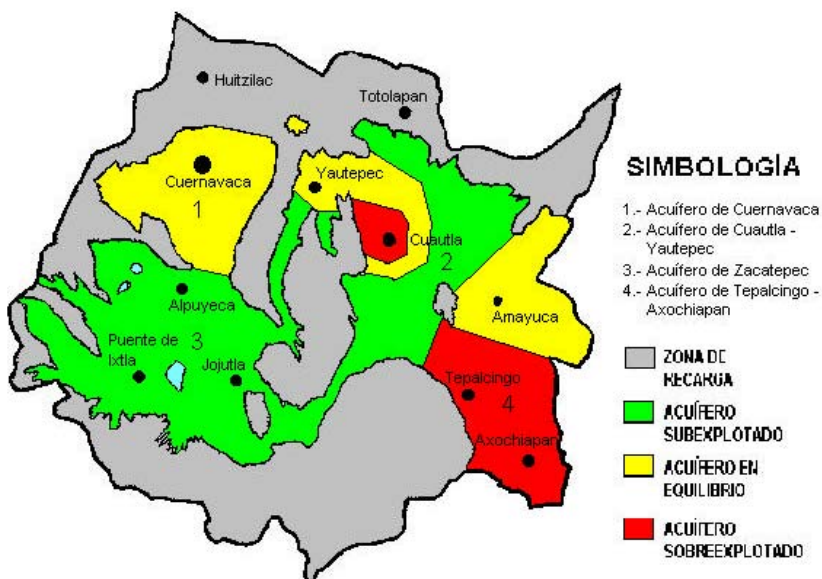 Huitzilac
Totolapan
Cuernavaca
1
Yautepec
Cuautla
2
Alpuyeca
Amayuca
Puente de
Ixtla
3
Jojutla
Tepalcingo
4
Axochiapan
SIMBOLOGÍA
1.- Acuífero de Cuernavaca
2.- Acuífero de Cuautla -
Yautepec
3.- Acuífero de Zacatepec
4.- Acuífero de Tepalcingo -
Axochiapan
ZONA DE
RECARGA
ACUÍFERO
SUBEXPLOTADO
ACUÍFERO EN
EQUILIBRIO
ACUÍFERO
SOBREEXPLOTADO